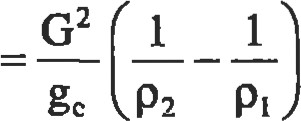 = G²/g_c (1/ρ₂ − 1/ρ₁)